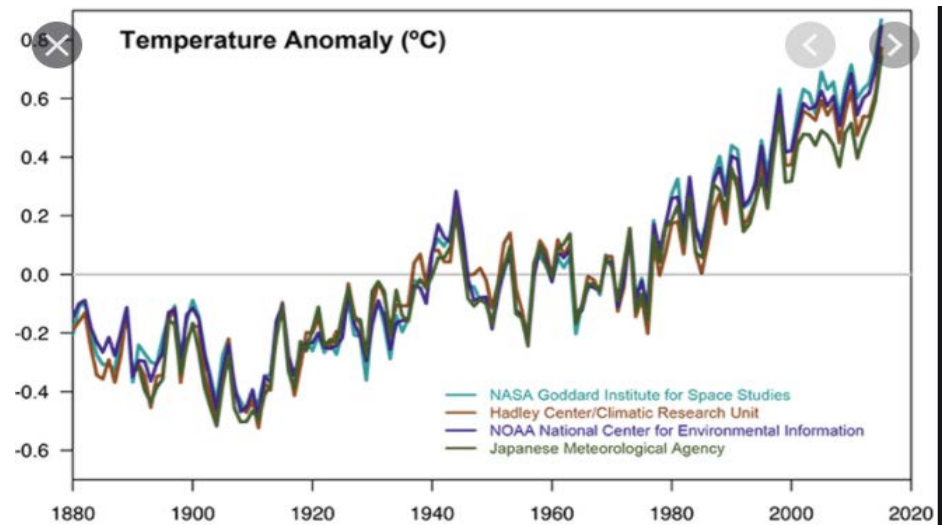 Temperature Anomaly (ºC)
0.8
0.6
0.4
0.2
0.0
-0.2
-0.4
-0.6
NASA Goddard Institute for Space Studies
Hadley Center/Climatic Research Unit
NOAA National Center for Environmental Information
Japanese Meteorological Agency
1880 1900 1920 1940 1960 1980 2000 2020